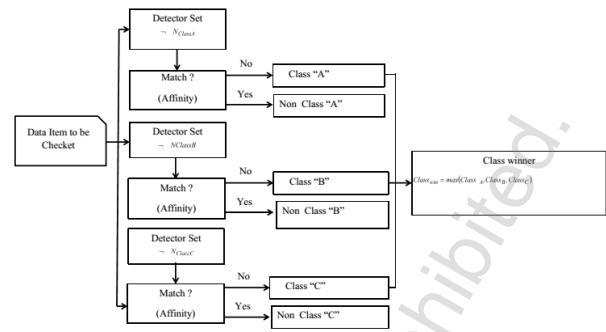 Detector Set
¬ N_ClassA
Match ?
(Affinity)
No
Yes
Class “A”
Non Class “A”
Data Item to be
Checket
Detector Set
¬ NClassB
Match ?
(Affinity)
No
Yes
Class “B”
Non Class “B”
Class winner
Class_win = max(Class_A, Class_B, Class_C)
Detector Set
¬ N_ClassC
Match ?
(Affinity)
No
Yes
Class “C”
Non Class “C”
hibited.